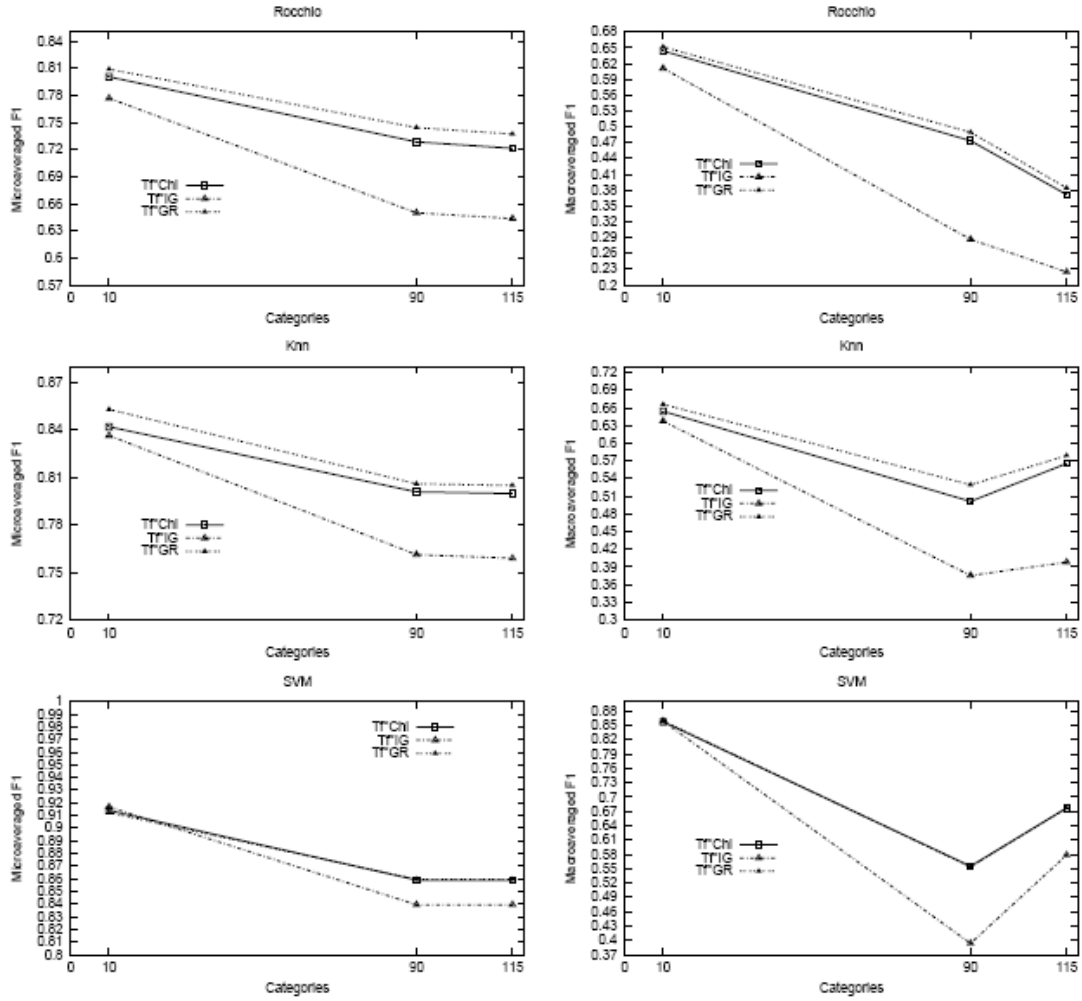 Rocchio
Microaveraged F1
0.84
0.81
0.78
0.75
0.72
0.69
0.66
0.63
0.6
0.57
Tf*Chi
Tf*IG
Tf*GR
0 10 90 115
Categories
Rocchio
Macroaveraged F1
0.68
0.65
0.62
0.59
0.56
0.53
0.5
0.47
0.44
0.41
0.38
0.35
0.32
0.29
0.26
0.23
0.2
Tf*Chi
Tf*IG
Tf*GR
0 10 90 115
Categories
Knn
Microaveraged F1
0.87
0.84
0.81
0.78
0.75
0.72
Tf*Chi
Tf*IG
Tf*GR
0 10 90 115
Categories
Knn
Macroaveraged F1
0.72
0.69
0.66
0.63
0.6
0.57
0.54
0.51
0.48
0.45
0.42
0.39
0.36
0.33
0.3
Tf*Chi
Tf*IG
Tf*GR
0 10 90 115
Categories
SVM
Microaveraged F1
1
0.99
0.98
0.97
0.96
0.95
0.94
0.93
0.92
0.91
0.9
0.89
0.88
0.87
0.86
0.85
0.84
0.83
0.82
0.81
0.8
Tf*Chi
Tf*IG
Tf*GR
0 10 90 115
Categories
SVM
Macroaveraged F1
0.88
0.85
0.82
0.79
0.76
0.73
0.7
0.67
0.64
0.61
0.58
0.55
0.52
0.49
0.46
0.43
0.4
0.37
Tf*Chi
Tf*IG
Tf*GR
0 10 90 115
Categories